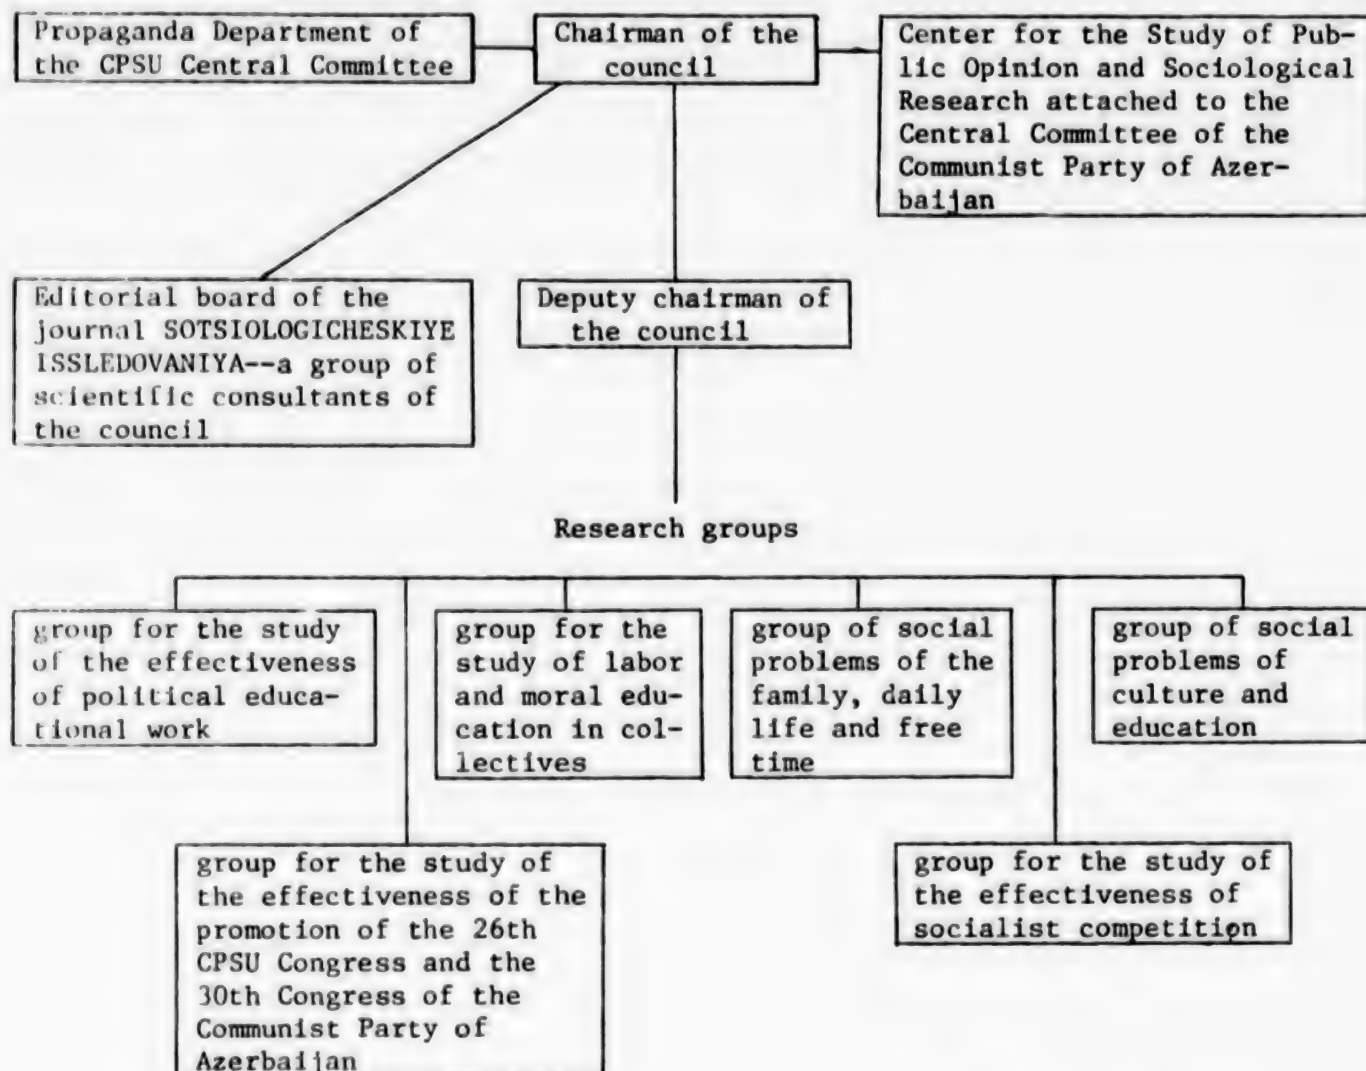 Propaganda Department of
the CPSU Central Committee
Chairman of the
council
Center for the Study of Pub-
lic Opinion and Sociological
Research attached to the
Central Committee of the
Communist Party of Azer-
baijan
Editorial board of the
journal SOTSIOLOGICHESKIYE
ISSLEDOVANIYA--a group of
scientific consultants of
the council
Deputy chairman of
the council
Research groups
group for the study
of the effectiveness
of political educa-
tional work
group for the
study of labor
and moral edu-
cation in col-
lectives
group of social
problems of the
family, daily
life and free
time
group of social
problems of
culture and
education
group for the study of
the effectiveness of the
promotion of the 26th
CPSU Congress and the
30th Congress of the
Communist Party of
Azerbaijan
group for the study of
the effectiveness of
socialist competition